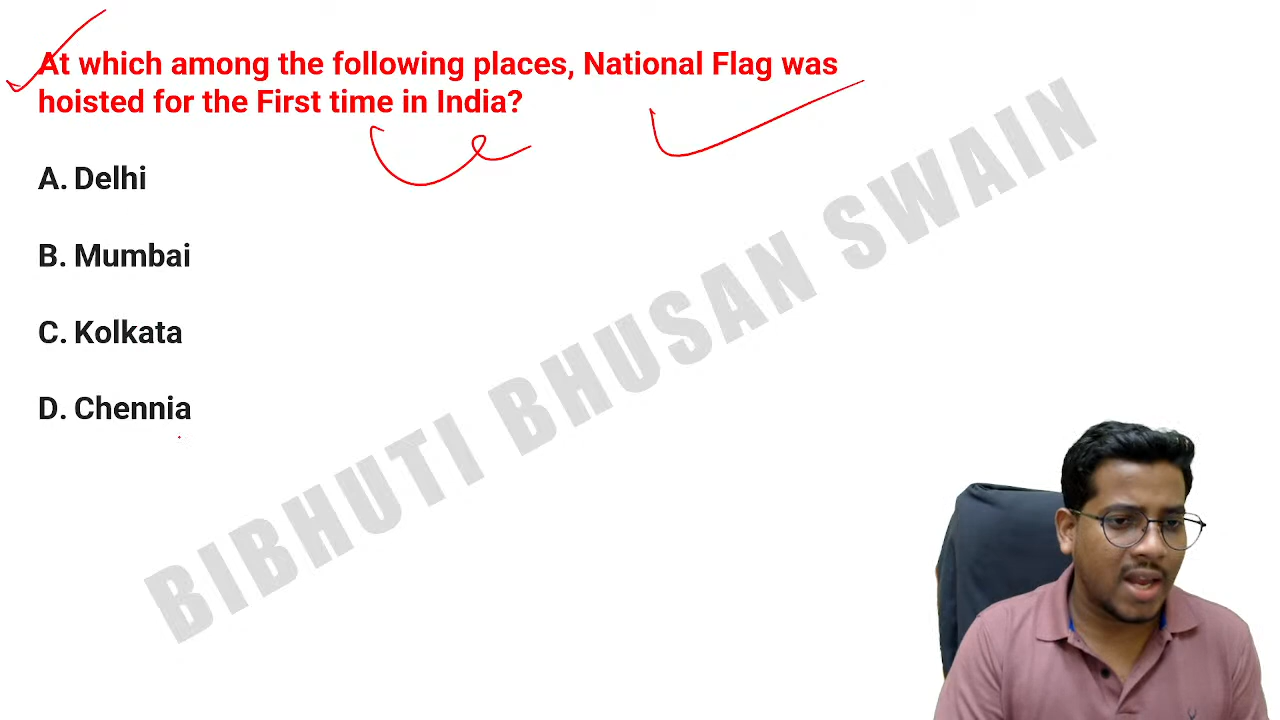 At which among the following places, National Flag was
hoisted for the First time in India?
A. Delhi
B. Mumbai
C. Kolkata
D. Chennia
BIBHUTI BHUSAN SWAIN